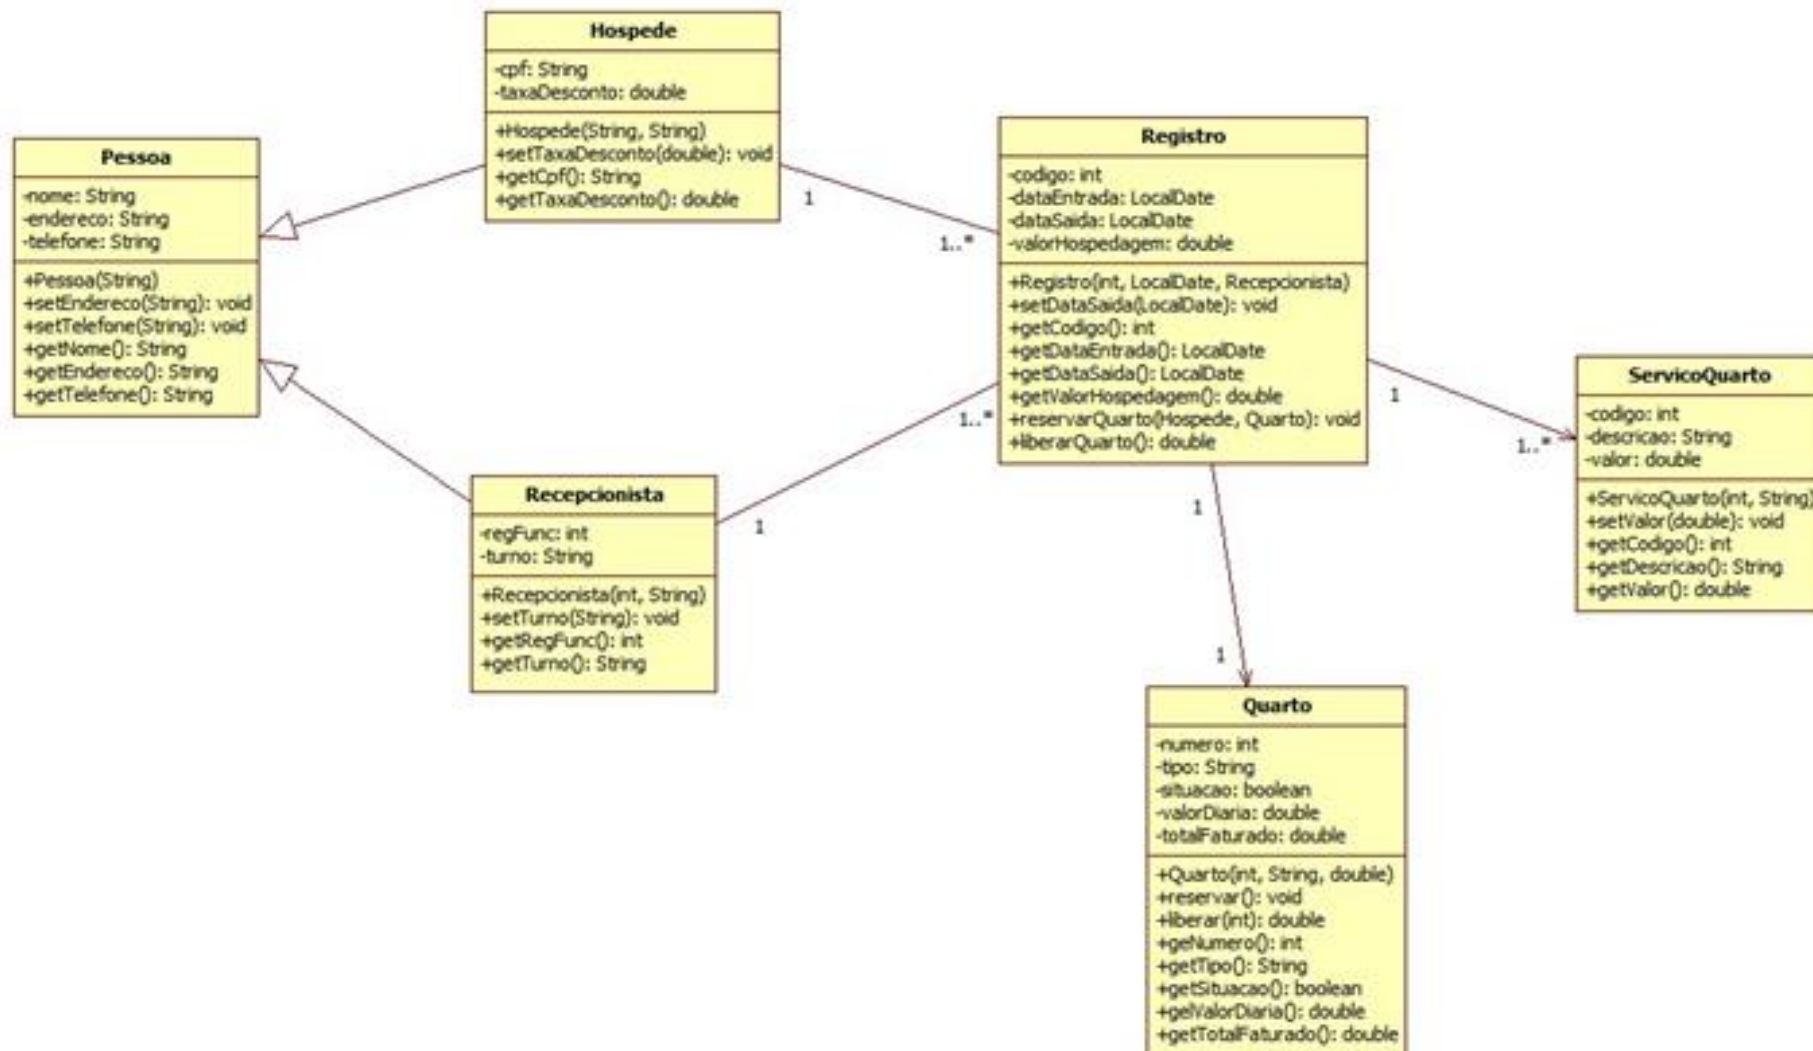 Hospede
-cpf: String
-taxaDesconto: double
+Hospede(String, String)
+setTaxaDesconto(double): void
+getCpf(): String
+getTaxaDesconto(): double
Pessoa
-nome: String
-endereco: String
-telefone: String
+Pessoa(String)
+setEndereco(String): void
+setTelefone(String): void
+getNome(): String
+getEndereco(): String
+getTelefone(): String
Registro
-codigo: int
-dataEntrada: LocalDate
-dataSaida: LocalDate
-valorHospedagem: double
+Registro(int, LocalDate, Recepcionista)
+setDataSaida(LocalDate): void
+getCodigo(): int
+getDataEntrada(): LocalDate
+getDataSaida(): LocalDate
+getValorHospedagem(): double
+reservarQuarto(Hospede, Quarto): void
+liberarQuarto(): double
1
1..*
1..*
1
Recepcionista
-regFunc: int
-turno: String
+Recepcionista(int, String)
+setTurno(String): void
+getRegFunc(): int
+getTurno(): String
1
1..*
ServicoQuarto
-codigo: int
-descricao: String
-valor: double
+ServicoQuarto(int, String)
+setValor(double): void
+getCodigo(): int
+getDescricao(): String
+getValor(): double
1
1
Quarto
-numero: int
-tipo: String
-situacao: boolean
-valorDiaria: double
-totalFaturado: double
+Quarto(int, String, double)
+reservar(): void
+liberar(int): double
+geNumero(): int
+getTipo(): String
+getSituacao(): boolean
+gelValorDiaria(): double
+getTotalFaturado(): double